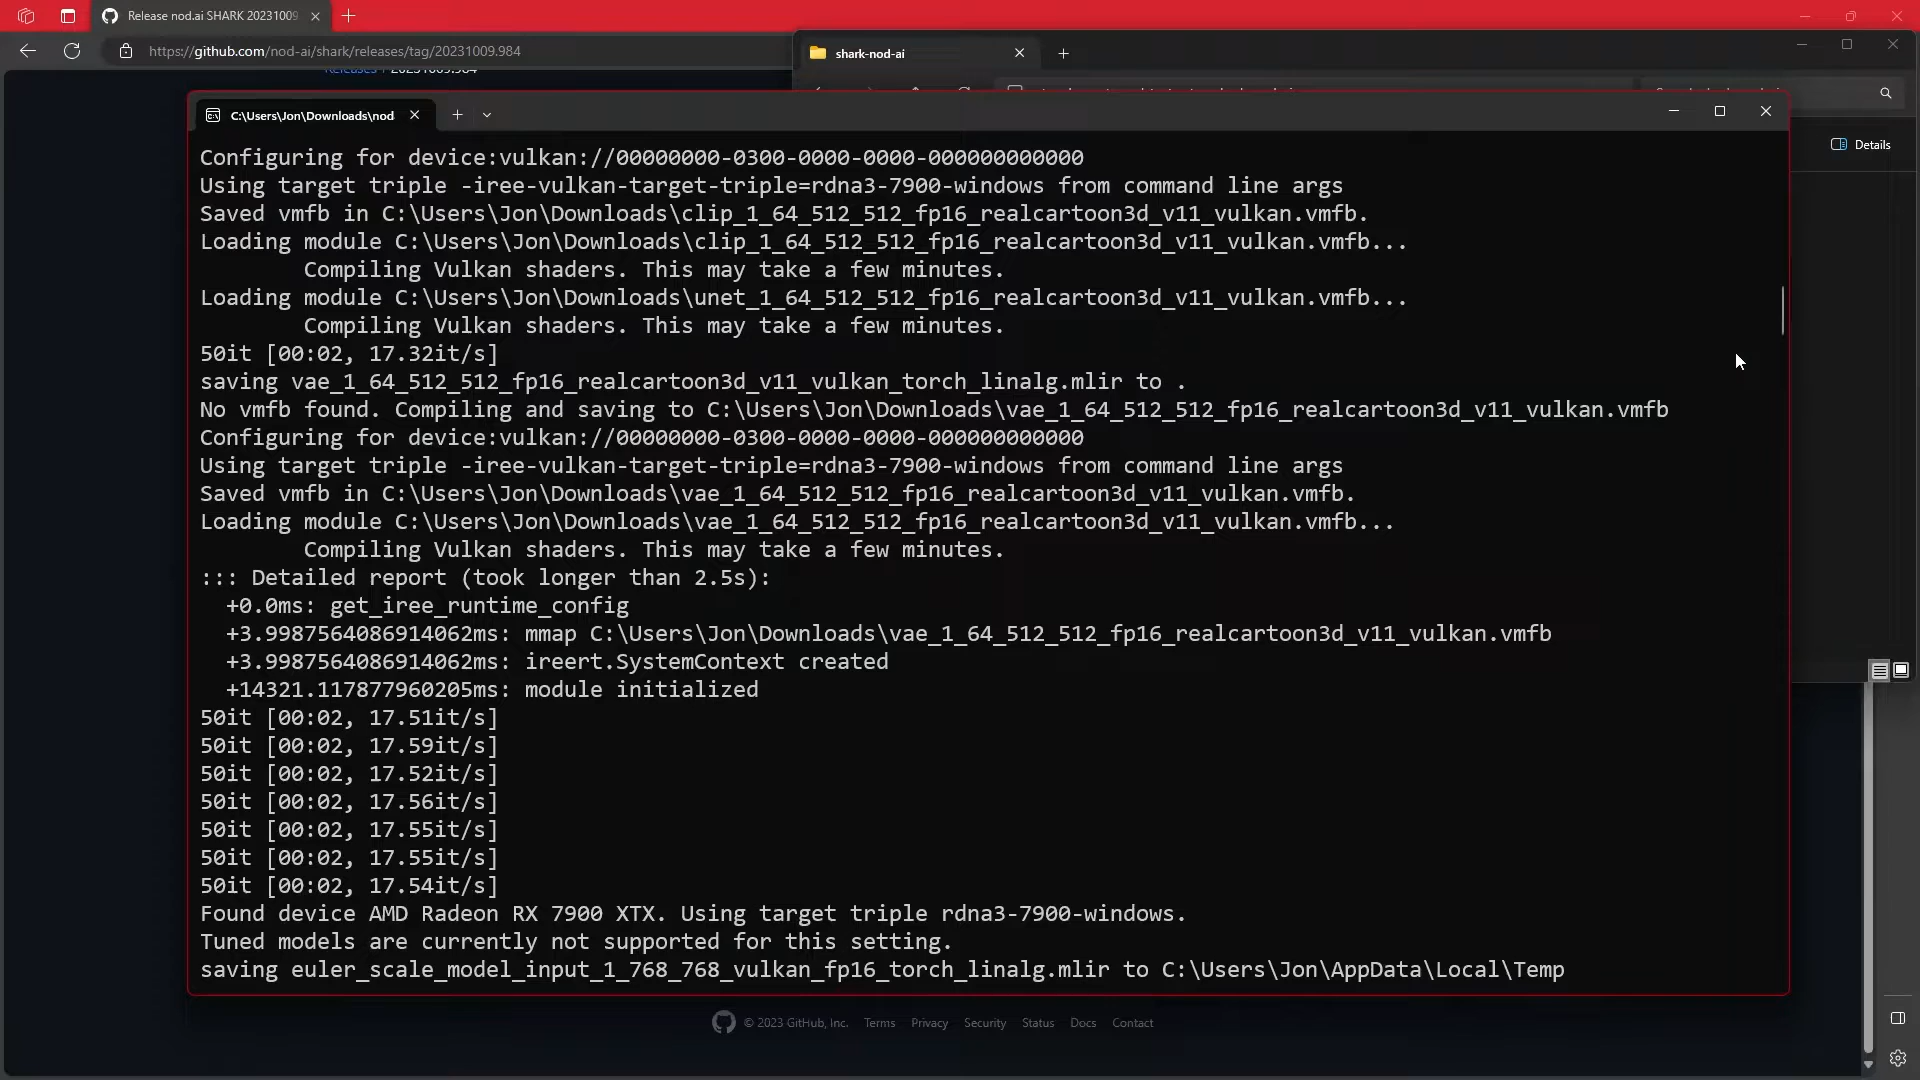 Release nod.ai SHARK 20231009
https://github.com/nod-ai/shark/releases/tag/20231009.984
shark-nod-ai
Releases / 20231009.984
C:\Users\Jon\Downloads\nod
Details
Configuring for device:vulkan://00000000-0300-0000-0000-000000000000
Using target triple -iree-vulkan-target-triple=rdna3-7900-windows from command line args
Saved vmfb in C:\Users\Jon\Downloads\clip_1_64_512_512_fp16_realcartoon3d_v11_vulkan.vmfb.
Loading module C:\Users\Jon\Downloads\clip_1_64_512_512_fp16_realcartoon3d_v11_vulkan.vmfb...
Compiling Vulkan shaders. This may take a few minutes.
Loading module C:\Users\Jon\Downloads\unet_1_64_512_512_fp16_realcartoon3d_v11_vulkan.vmfb...
Compiling Vulkan shaders. This may take a few minutes.
50it [00:02, 17.32it/s]
saving vae_1_64_512_512_fp16_realcartoon3d_v11_vulkan_torch_linalg.mlir to .
No vmfb found. Compiling and saving to C:\Users\Jon\Downloads\vae_1_64_512_512_fp16_realcartoon3d_v11_vulkan.vmfb
Configuring for device:vulkan://00000000-0300-0000-0000-000000000000
Using target triple -iree-vulkan-target-triple=rdna3-7900-windows from command line args
Saved vmfb in C:\Users\Jon\Downloads\vae_1_64_512_512_fp16_realcartoon3d_v11_vulkan.vmfb.
Loading module C:\Users\Jon\Downloads\vae_1_64_512_512_fp16_realcartoon3d_v11_vulkan.vmfb...
Compiling Vulkan shaders. This may take a few minutes.
::: Detailed report (took longer than 2.5s):
+0.0ms: get_iree_runtime_config
+3.9987564086914062ms: mmap C:\Users\Jon\Downloads\vae_1_64_512_512_fp16_realcartoon3d_v11_vulkan.vmfb
+3.9987564086914062ms: ireert.SystemContext created
+14321.117877960205ms: module initialized
50it [00:02, 17.51it/s]
50it [00:02, 17.59it/s]
50it [00:02, 17.52it/s]
50it [00:02, 17.56it/s]
50it [00:02, 17.55it/s]
50it [00:02, 17.55it/s]
50it [00:02, 17.54it/s]
Found device AMD Radeon RX 7900 XTX. Using target triple rdna3-7900-windows.
Tuned models are currently not supported for this setting.
saving euler_scale_model_input_1_768_768_vulkan_fp16_torch_linalg.mlir to C:\Users\Jon\AppData\Local\Temp
© 2023 GitHub, Inc. Terms Privacy Security Status Docs Contact